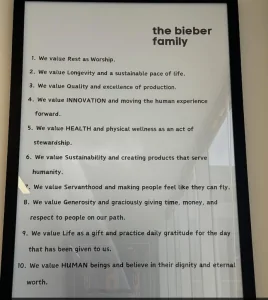 the bieber
family
1. We value Rest as Worship.
2. We value Longevity and a sustainable pace of life.
3. We value Quality and excellence of production.
4. We value INNOVATION and moving the human experience
forward.
5. We value HEALTH and physical wellness as an act of
stewardship.
6. We value Sustainability and creating products that serve
humanity.
7. We value Servanthood and making people feel like they can fly.
8. We value Generosity and graciously giving time, money, and
respect to people on our path.
9. We value Life as a gift and practice daily gratitude for the day
that has been given to us.
10. We value HUMAN beings and believe in their dignity and eternal
worth.